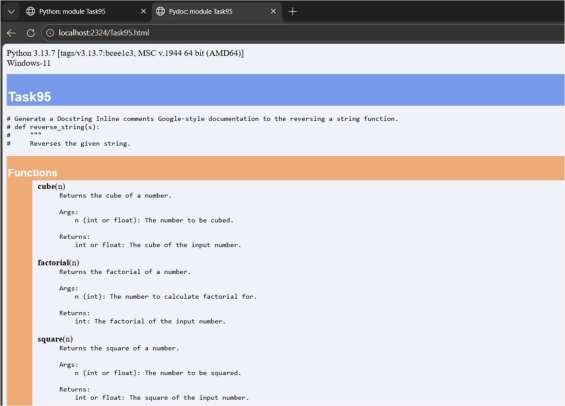 Python: module Task95
Pydoc: module Task95
localhost:2324/Task95.html
Python 3.13.7 [tags/v3.13.7:bcee1c3, MSC v.1944 64 bit (AMD64)]
Windows-11
Task95
# Generate a Docstring Inline comments Google-style documentation to the reversing a string function.
# def reverse_string(s):
#     """
#     Reverses the given string.
Functions
cube(n)
Returns the cube of a number.
Args:
n (int or float): The number to be cubed.
Returns:
int or float: The cube of the input number.
factorial(n)
Returns the factorial of a number.
Args:
n (int): The number to calculate factorial for.
Returns:
int: The factorial of the input number.
square(n)
Returns the square of a number.
Args:
n (int or float): The number to be squared.
Returns:
int or float: The square of the input number.